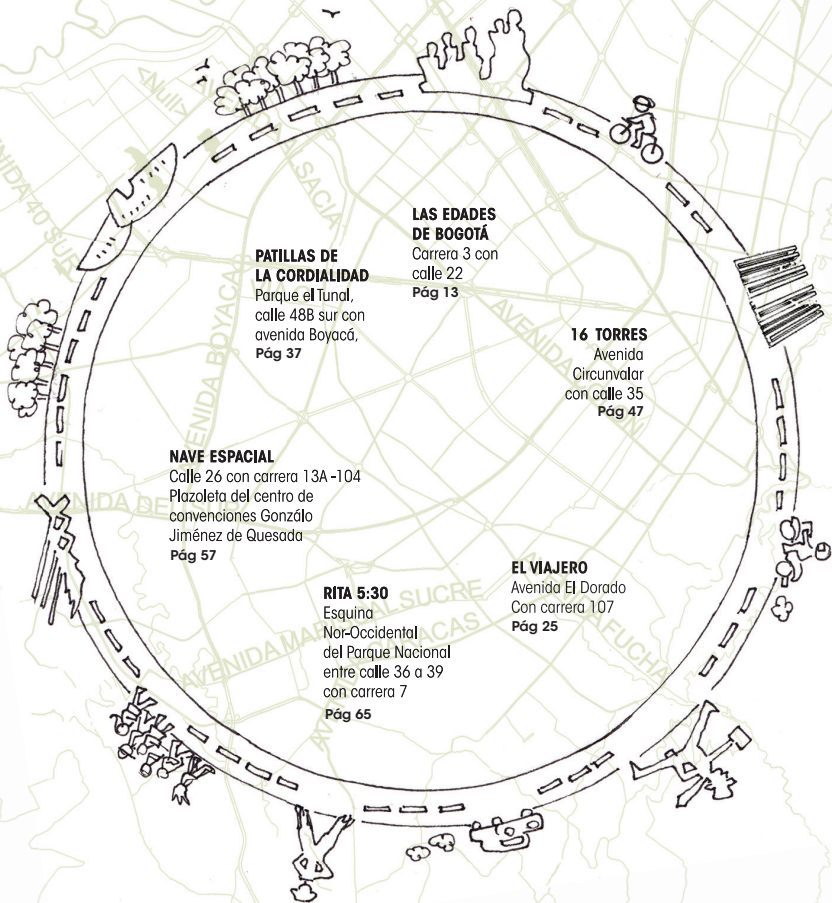 <Null>
SACIA
AVENIDA BOYACÁ
AVENIDA MARISCAL SUCRE
LAS EDADES
DE BOGOTÁ
Carrera 3 con
calle 22
Pág 13
PATILLAS DE
LA CORDIALIDAD
Parque el Tunal,
calle 48B sur con
avenida Boyacá,
Pág 37
16 TORRES
Avenida
Circunvalar
con calle 35
Pág 47
NAVE ESPACIAL
Calle 26 con carrera 13A -104
Plazoleta del centro de
convenciones Gonzálo
Jiménez de Quesada
Pág 57
EL VIAJERO
Avenida El Dorado
Con carrera 107
Pág 25
RITA 5:30
Esquina
Nor-Occidental
del Parque Nacional
entre calle 36 a 39
con carrera 7
Pág 65